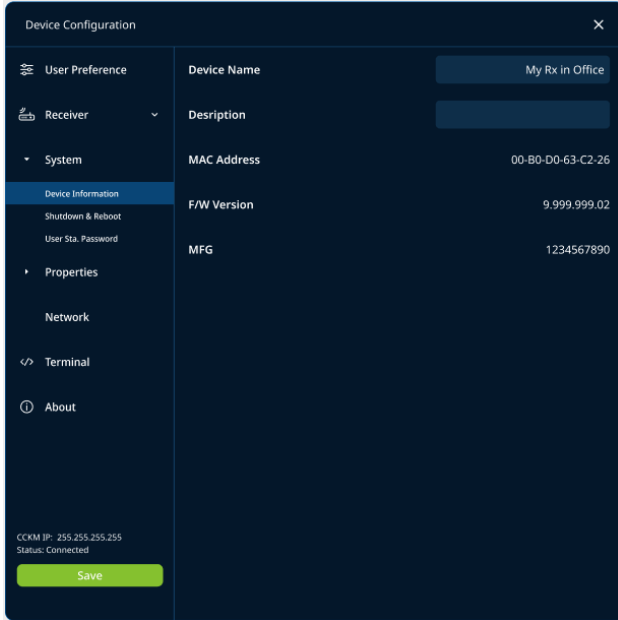 Device Configuration
User Preference
Receiver
System
Device Information
Shutdown & Reboot
User Sta. Password
Properties
Network
Terminal
About
CCKM IP: 255.255.255.255
Status: Connected
Save
Device Name My Rx in Office
Desription
MAC Address 00-B0-D0-63-C2-26
F/W Version 9.999.999.02
MFG 1234567890